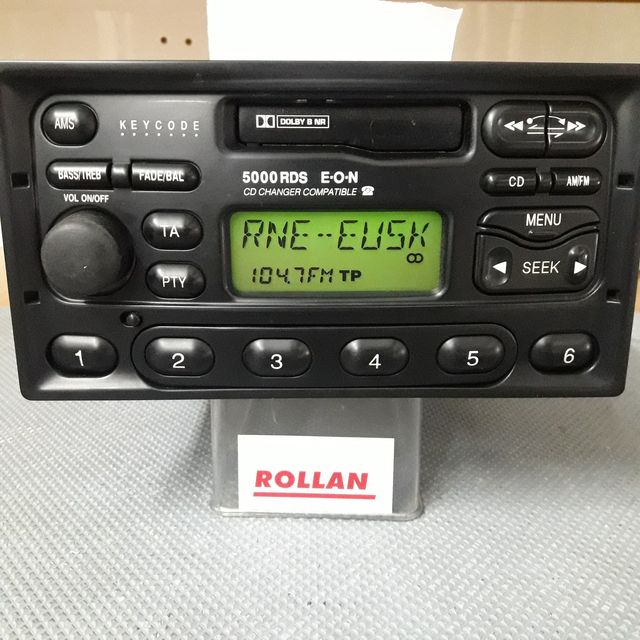 AMS
KEYCODE
DOLBY B NR
BASS/TREB
FADE/BAL
5000 RDS E·O·N
CD CHANGER COMPATIBLE
CD
AM/FM
VOL ON/OFF
TA
PTY
RNE--EUSK
104.7FM TP
MENU
SEEK
1
2
3
4
5
6
ROLLAN